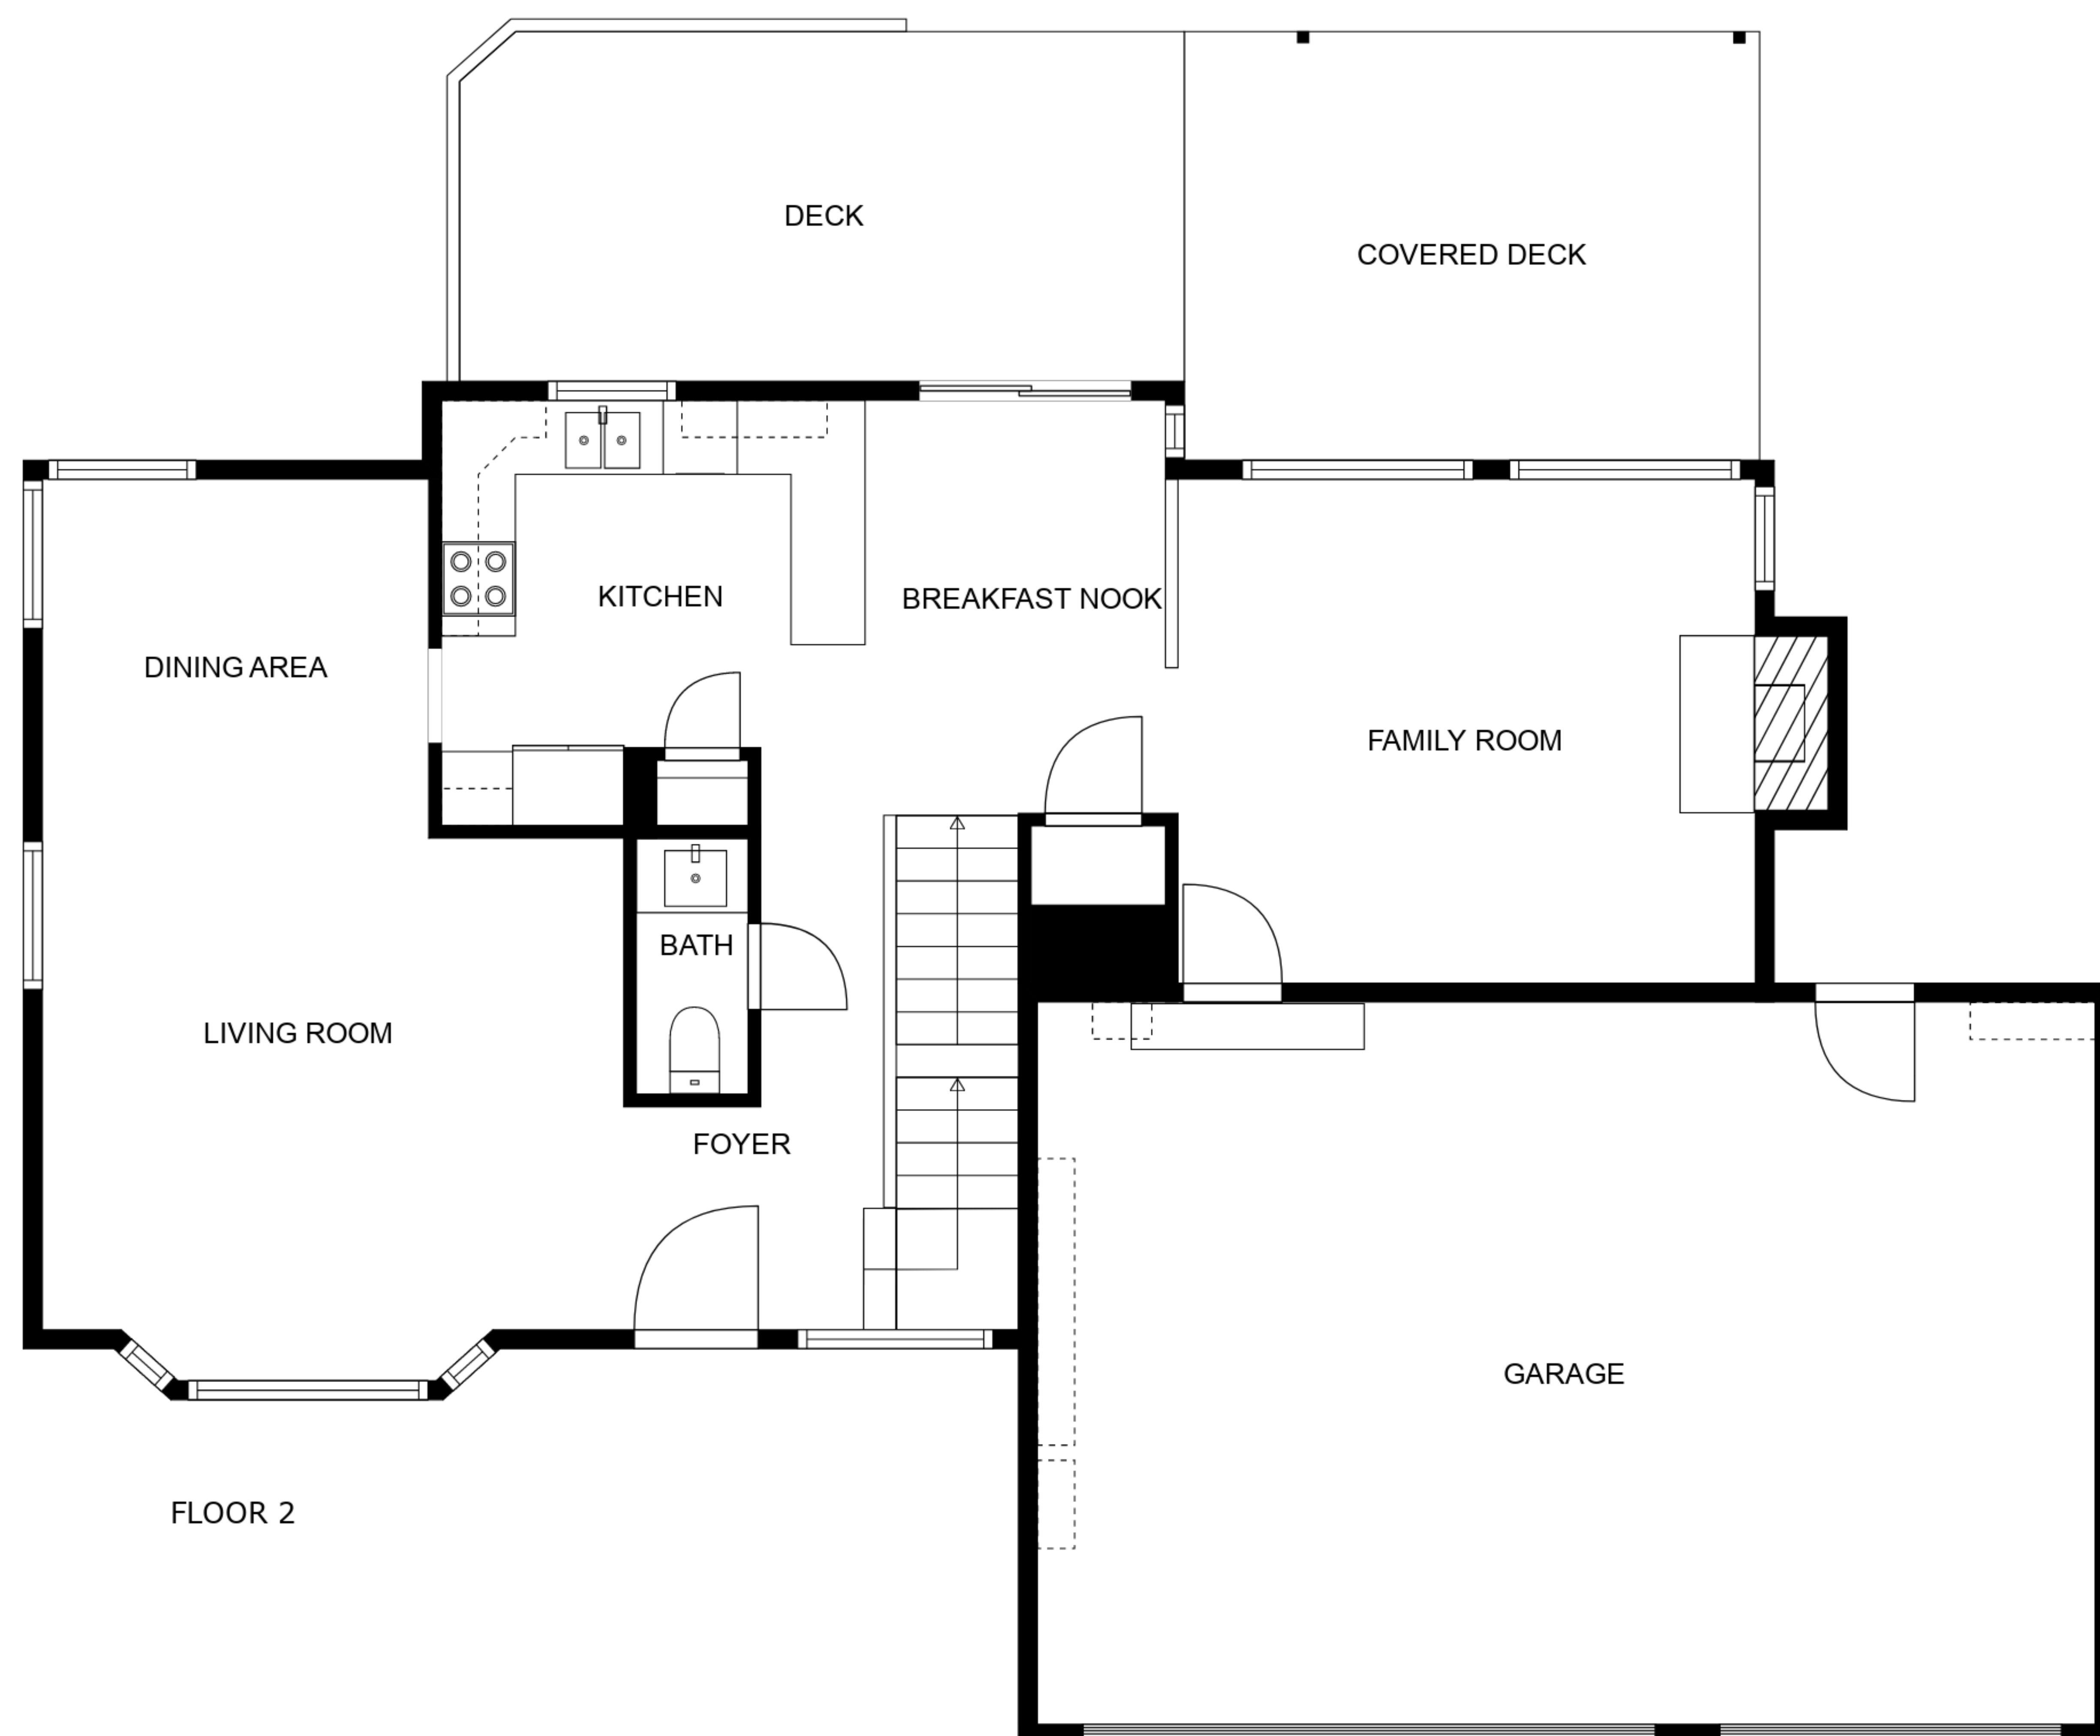 DECK
COVERED DECK
KITCHEN
BREAKFAST NOOK
DINING AREA
FAMILY ROOM
BATH
LIVING ROOM
FOYER
GARAGE
FLOOR 2